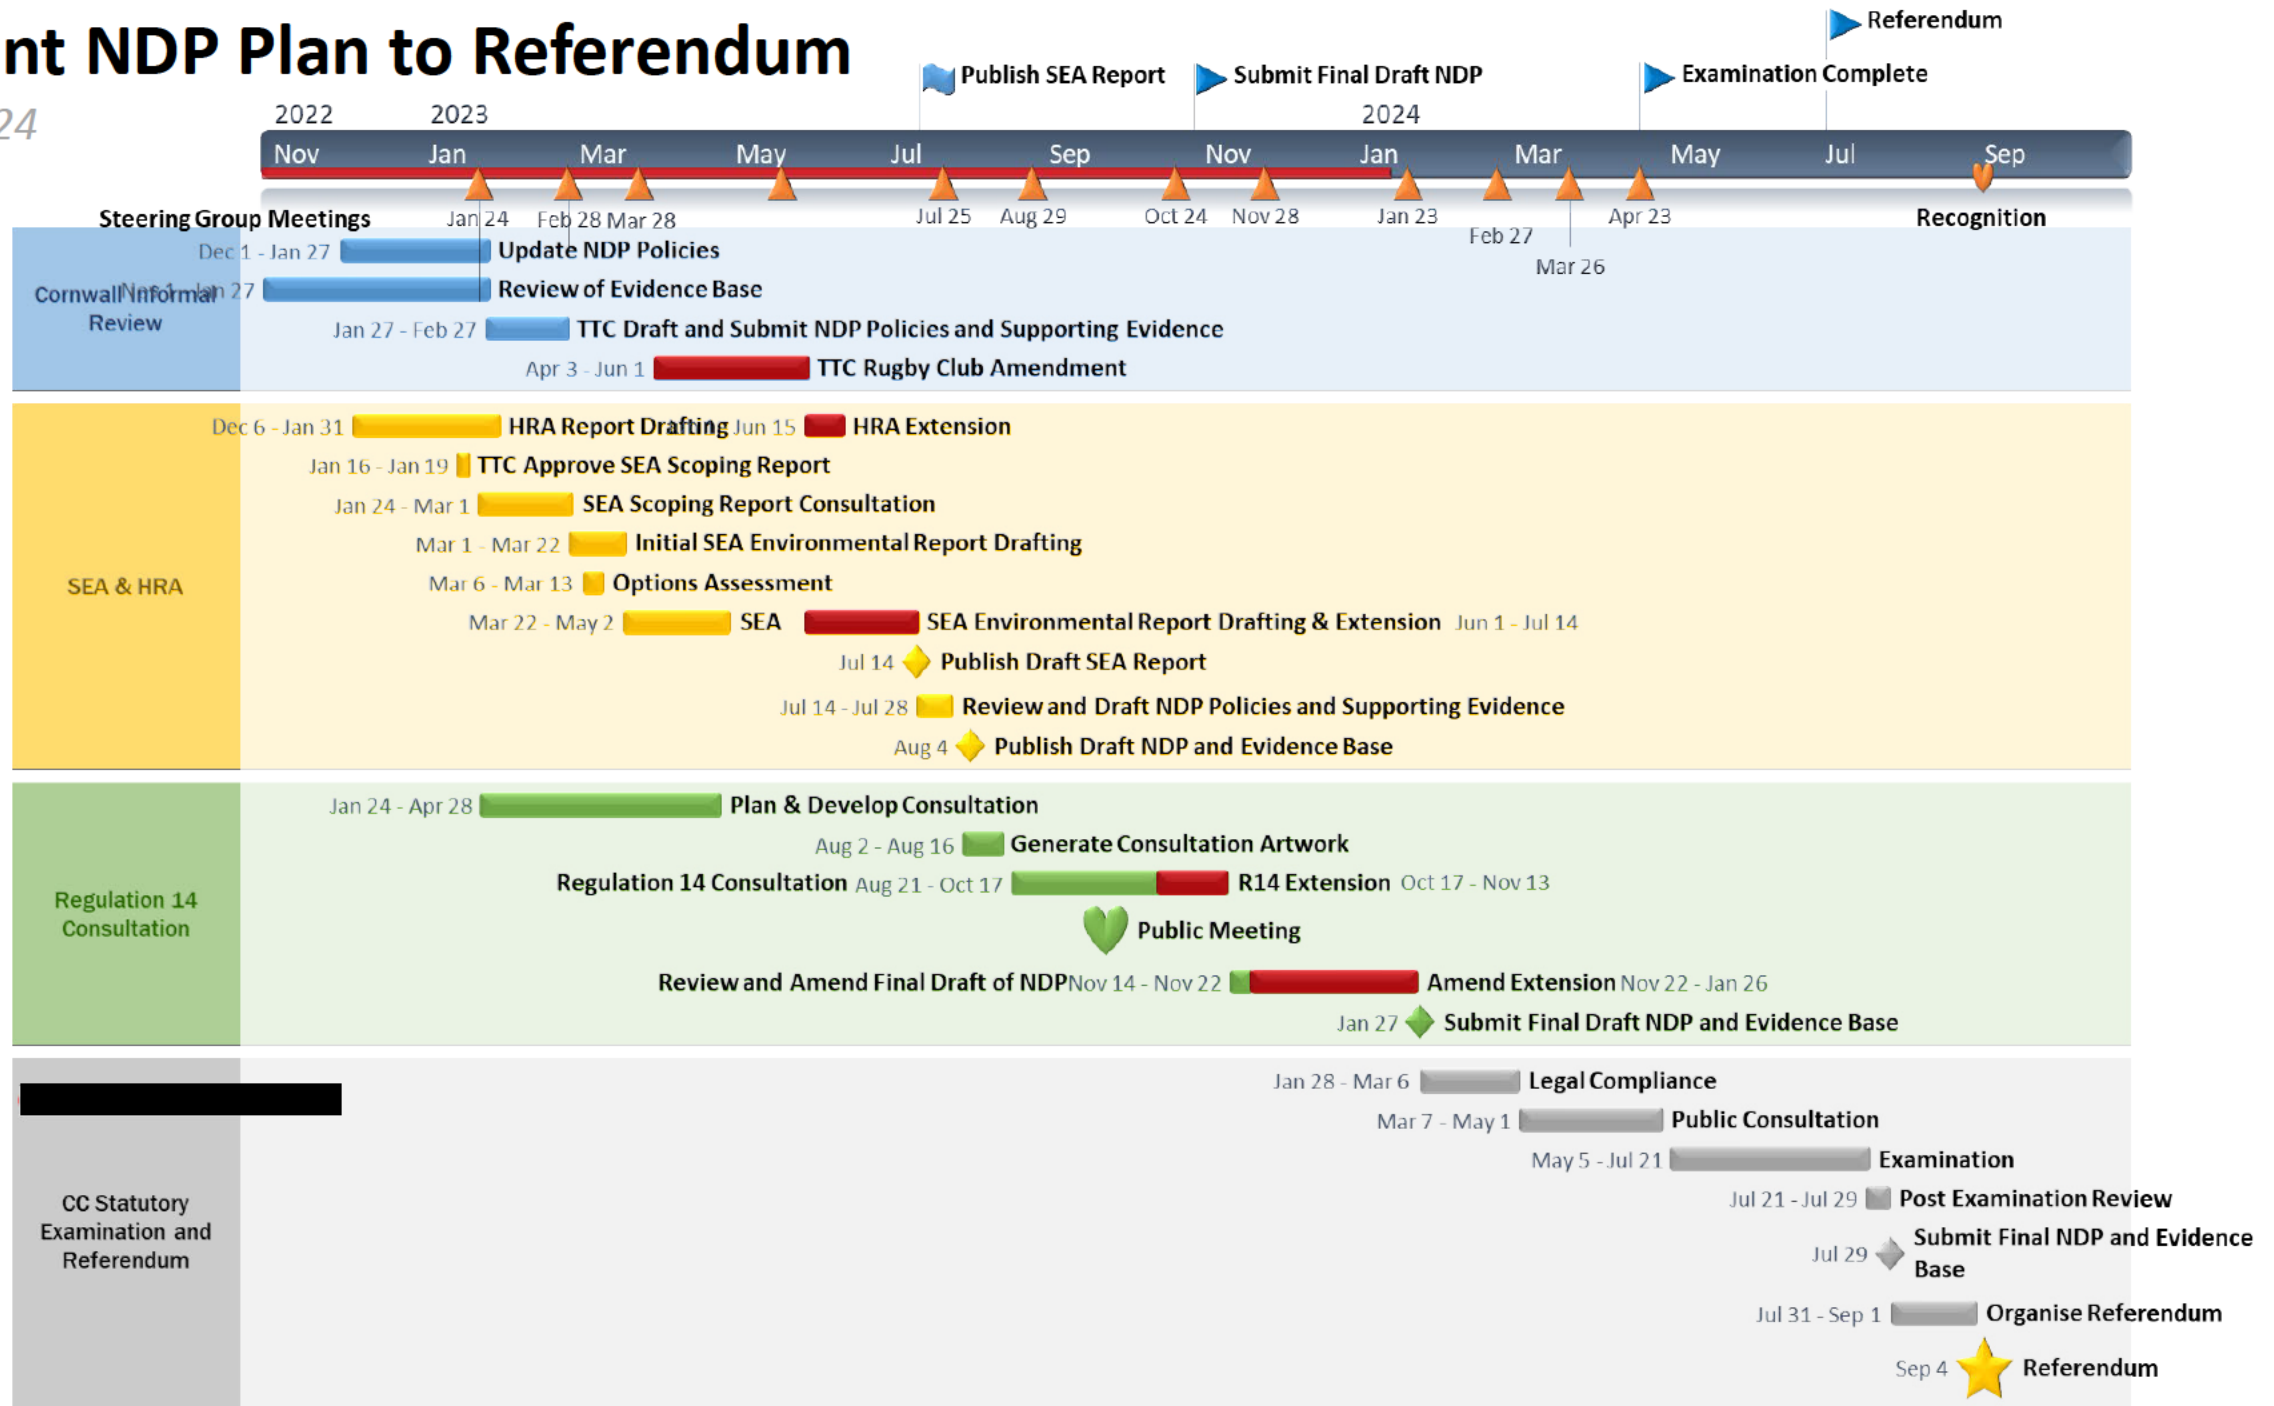 nt NDP Plan to Referendum
24
Referendum
Publish SEA Report
Submit Final Draft NDP
Examination Complete
2022
2023
2024
Nov
Jan
Mar
May
Jul
Sep
Nov
Jan
Mar
May
Jul
Sep
Steering Group Meetings
Jan 24
Feb 28
Mar 28
Jul 25
Aug 29
Oct 24
Nov 28
Jan 23
Feb 27
Mar 26
Apr 23
Recognition
Cornwall Informal
Review
Dec 1 - Jan 27
Update NDP Policies
27
Review of Evidence Base
Jan 27 - Feb 27
TTC Draft and Submit NDP Policies and Supporting Evidence
Apr 3 - Jun 1
TTC Rugby Club Amendment
SEA & HRA
Dec 6 - Jan 31
HRA Report Drafting
Jun 15
HRA Extension
Jan 16 - Jan 19
TTC Approve SEA Scoping Report
Jan 24 - Mar 1
SEA Scoping Report Consultation
Mar 1 - Mar 22
Initial SEA Environmental Report Drafting
Mar 6 - Mar 13
Options Assessment
Mar 22 - May 2
SEA
SEA Environmental Report Drafting & Extension
Jun 1 - Jul 14
Jul 14
Publish Draft SEA Report
Jul 14 - Jul 28
Review and Draft NDP Policies and Supporting Evidence
Aug 4
Publish Draft NDP and Evidence Base
Regulation 14
Consultation
Jan 24 - Apr 28
Plan & Develop Consultation
Aug 2 - Aug 16
Generate Consultation Artwork
Regulation 14 Consultation
Aug 21 - Oct 17
R14 Extension
Oct 17 - Nov 13
Public Meeting
Review and Amend Final Draft of NDP
Nov 14 - Nov 22
Amend Extension
Nov 22 - Jan 26
Jan 27
Submit Final Draft NDP and Evidence Base
CC Statutory
Examination and
Referendum
Jan 28 - Mar 6
Legal Compliance
Mar 7 - May 1
Public Consultation
May 5 - Jul 21
Examination
Jul 21 - Jul 29
Post Examination Review
Jul 29
Submit Final NDP and Evidence
Base
Jul 31 - Sep 1
Organise Referendum
Sep 4
Referendum